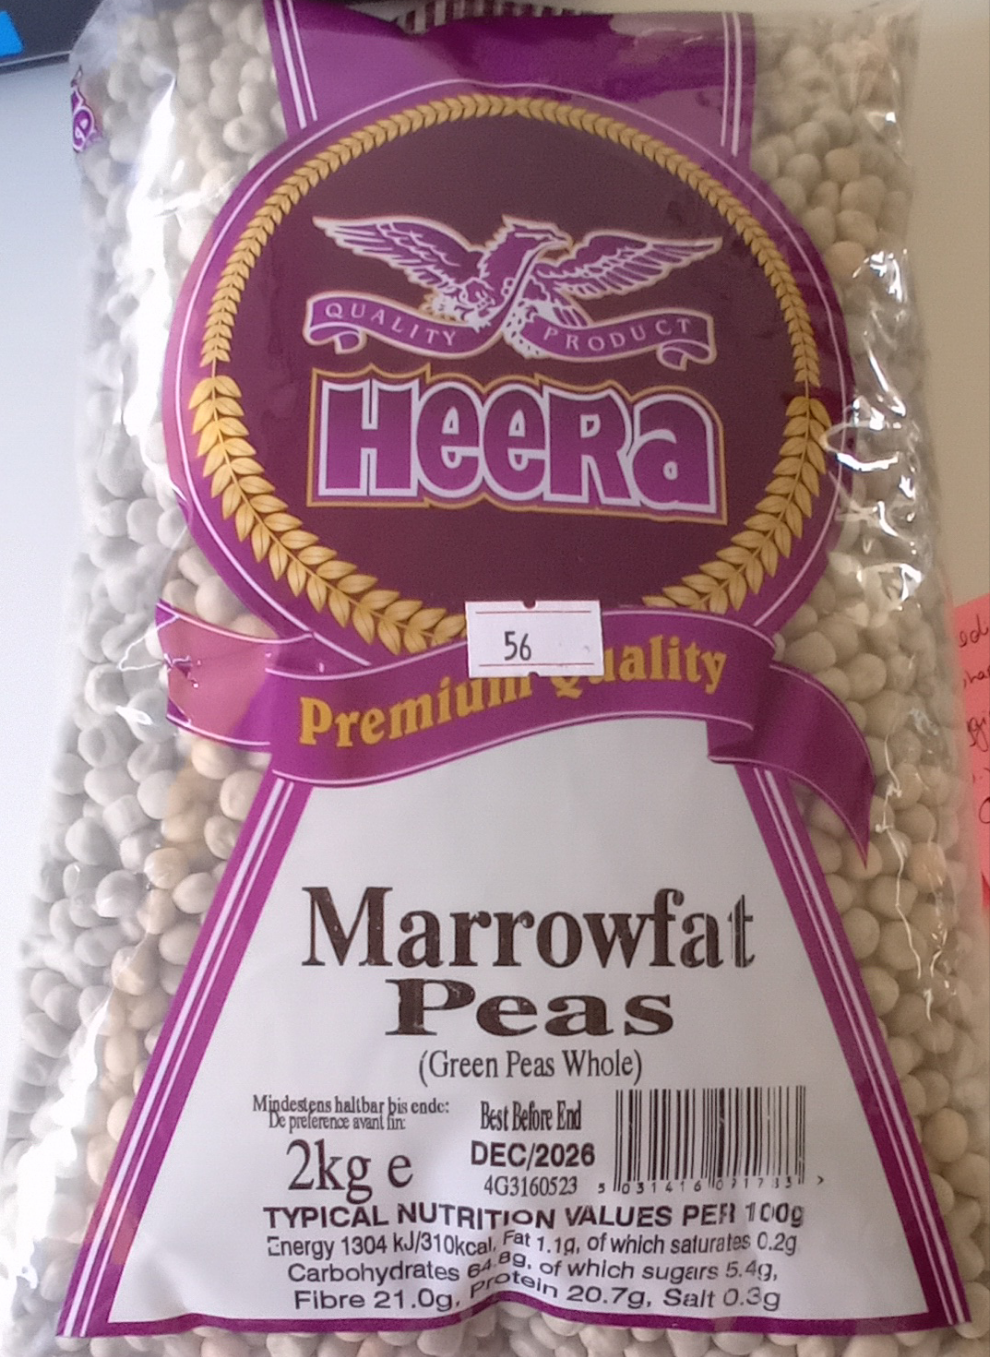 QUALITY PRODUCT
HEERA
56
Premium Quality
Marrowfat
Peas
(Green Peas Whole)
Mindestens haltbar bis ende:
De preference avant fin:
Best Before End
2kg e
DEC/2026
4G3160523
TYPICAL NUTRITION VALUES PER 100g
Energy 1304 kJ/310kcal, Fat 1.1g, of which saturates 0.2g
Carbohydrates 64.8g, of which sugars 5.4g,
Fibre 21.0g, Protein 20.7g, Salt 0.3g